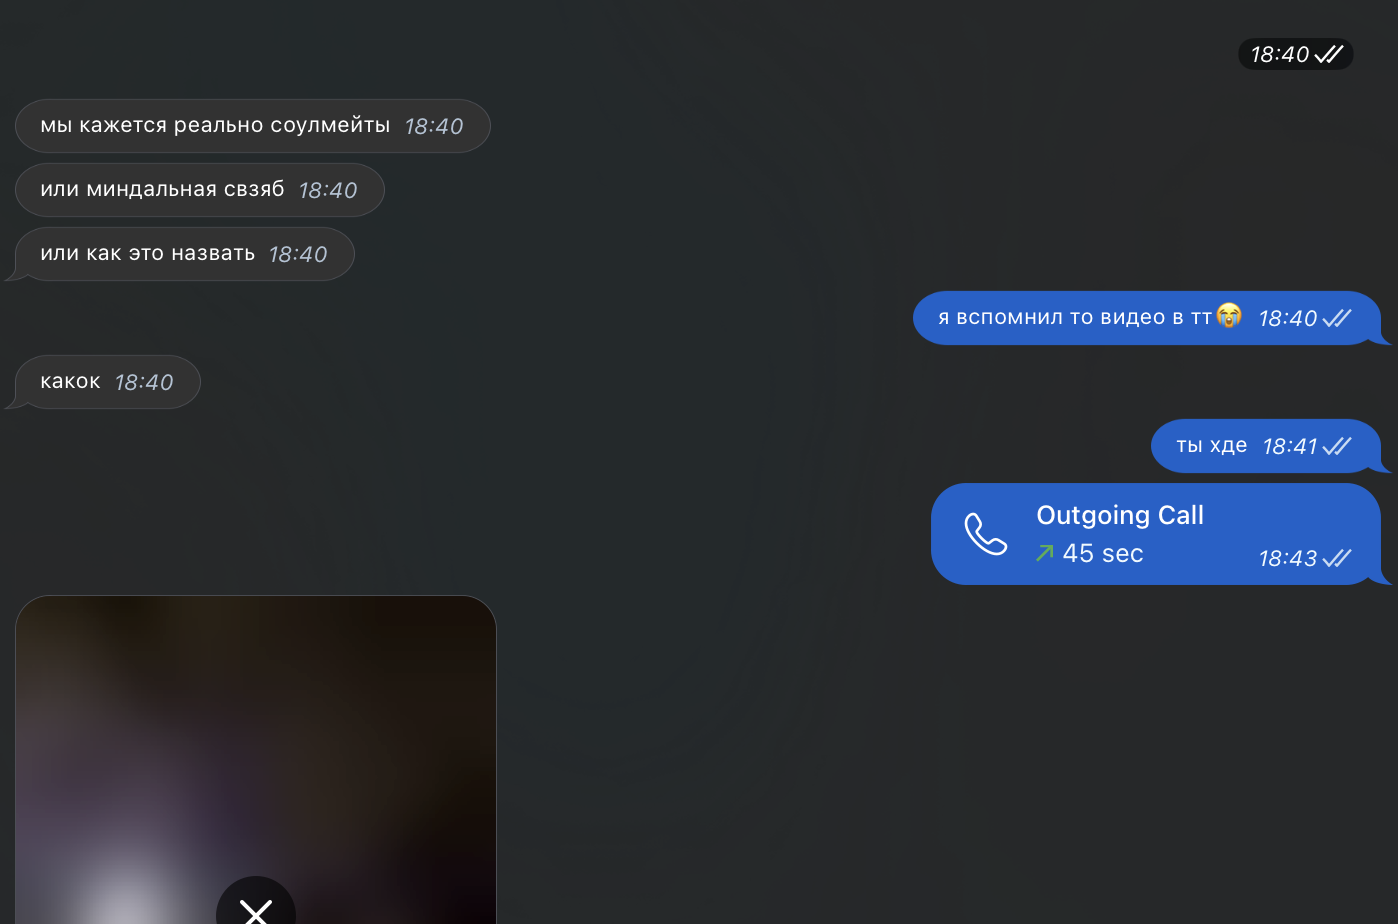 18:40
мы кажется реально соулмейты 18:40
или миндальная свзяб 18:40
или как это назвать 18:40
я вспомнил то видео в тт😭 18:40
какок 18:40
ты хде 18:41
Outgoing Call
45 sec 18:43